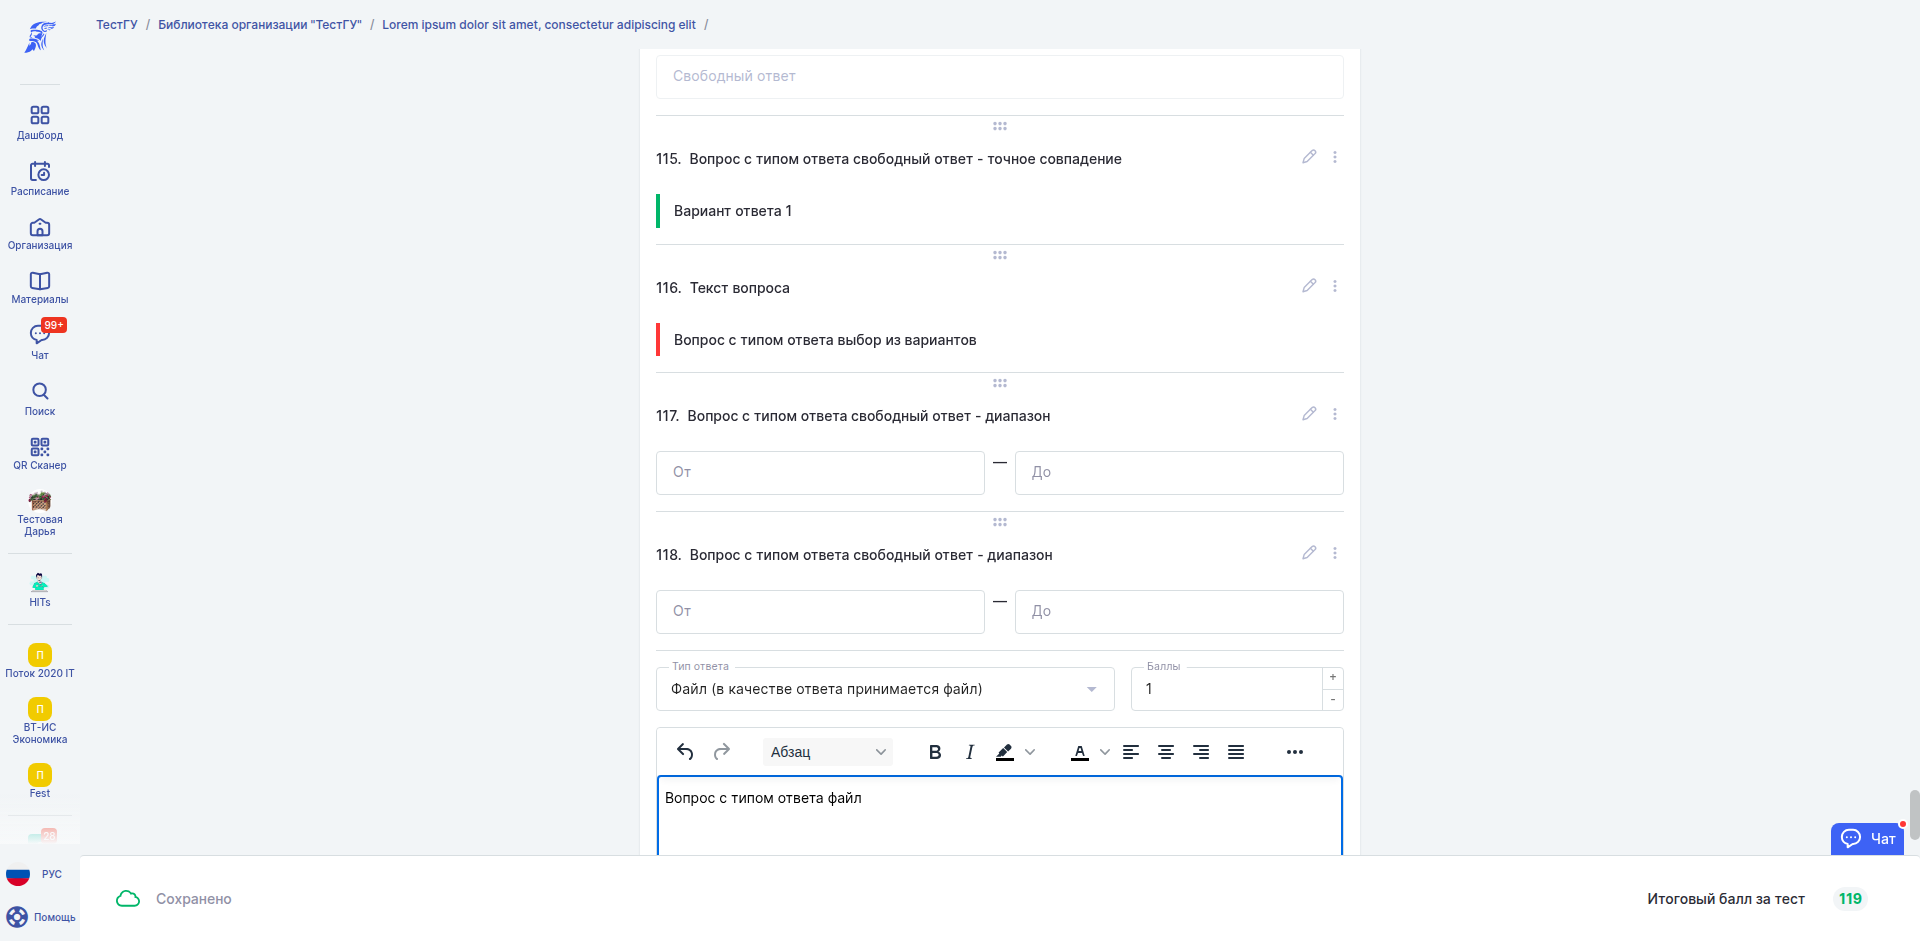 ТестГУ / Библиотека организации "ТестГУ" / Lorem ipsum dolor sit amet, consectetur adipiscing elit /
Дашборд
Расписание
Организация
Материалы
99+
Чат
Поиск
QR Сканер
Тестовая
Дарья
HITs
П
Поток 2020 IT
П
ВТ-ИС
Экономика
П
Fest
28
РУС
Помощь
Свободный ответ
115. Вопрос с типом ответа свободный ответ - точное совпадение
Вариант ответа 1
116. Текст вопроса
Вопрос с типом ответа выбор из вариантов
117. Вопрос с типом ответа свободный ответ - диапазон
От — До
118. Вопрос с типом ответа свободный ответ - диапазон
От — До
Тип ответа Баллы
Файл (в качестве ответа принимается файл) 1 + -
Абзац B I A
Вопрос с типом ответа файл
Чат
Сохранено
Итоговый балл за тест 119